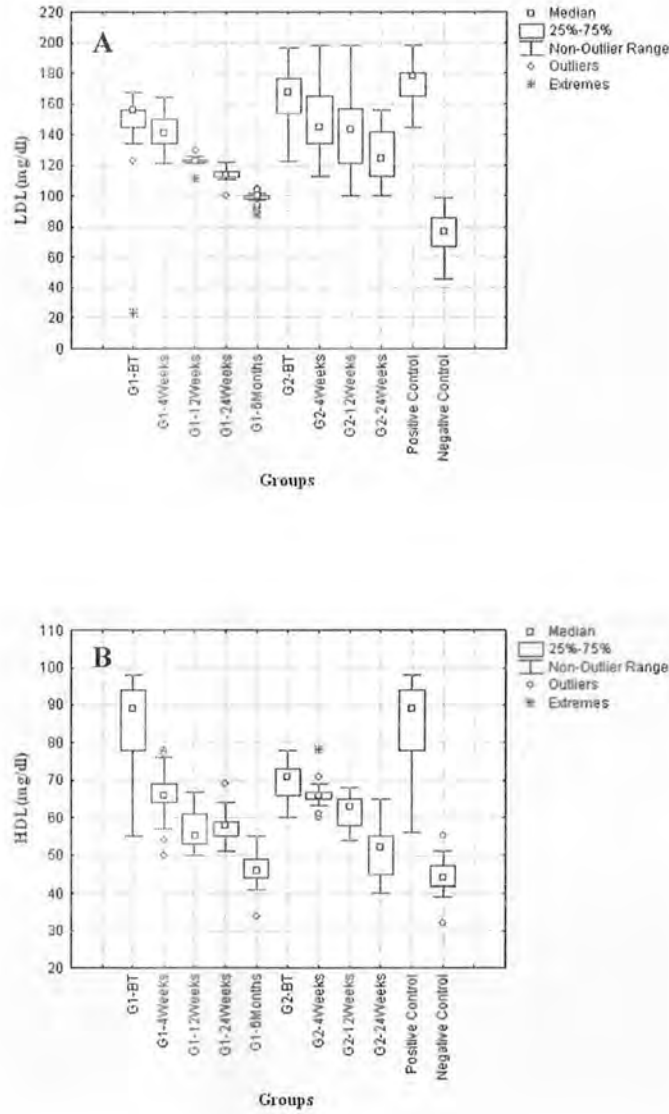 A
LDL (mg/dl)
220
200
180
160
140
120
100
80
60
40
20
0
G1-BT
G1-4Weeks
G1-12Weeks
G1-24Weeks
G1-6Months
G2-BT
G2-4Weeks
G2-12Weeks
G2-24Weeks
Positive Control
Negative Control
Groups
Median
25%-75%
Non-Outlier Range
Outliers
Extremes
B
HDL (mg/dl)
110
100
90
80
70
60
50
40
30
20
G1-BT
G1-4Weeks
G1-12Weeks
G1-24Weeks
G1-6Months
G2-BT
G2-4Weeks
G2-12Weeks
G2-24Weeks
Positive Control
Negative Control
Groups
Median
25%-75%
Non-Outlier Range
Outliers
Extremes